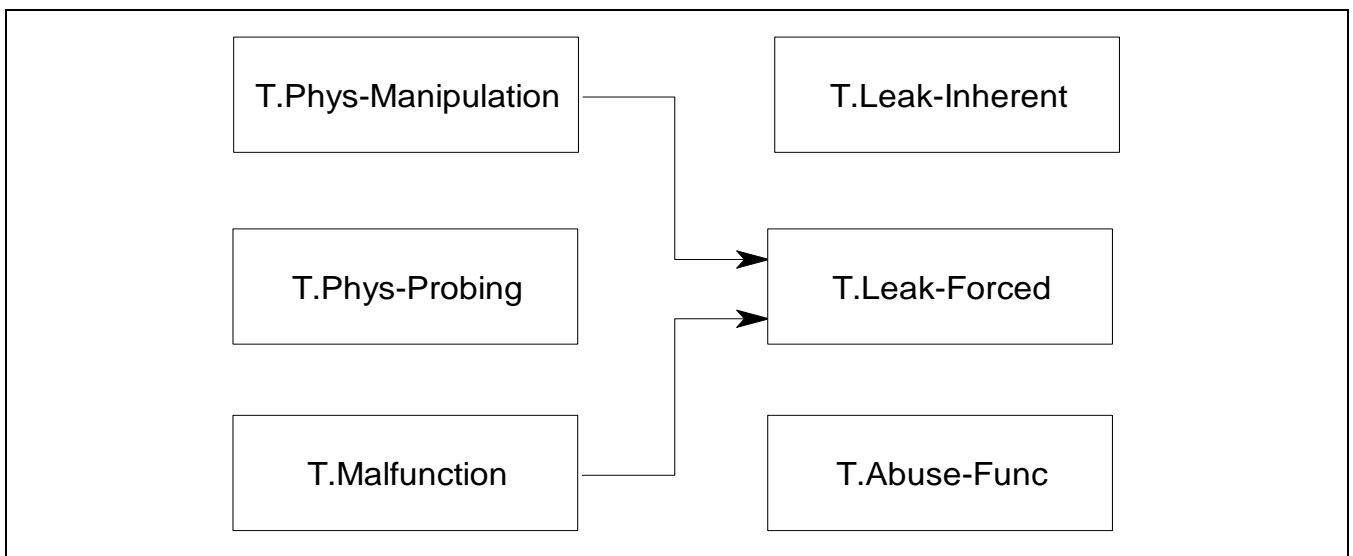 T.Phys-Manipulation
T.Leak-Inherent
T.Phys-Probing
T.Leak-Forced
T.Malfunction
T.Abuse-Func